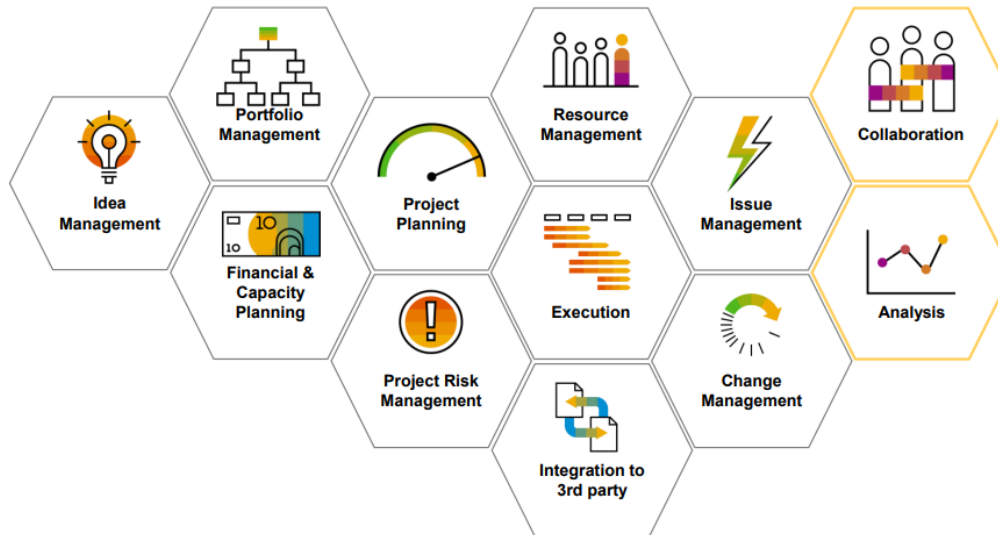 Idea
Management
Portfolio
Management
10
10
Financial &
Capacity
Planning
Project
Planning
Project Risk
Management
Resource
Management
Execution
Integration to
3rd party
Issue
Management
Change
Management
Collaboration
Analysis